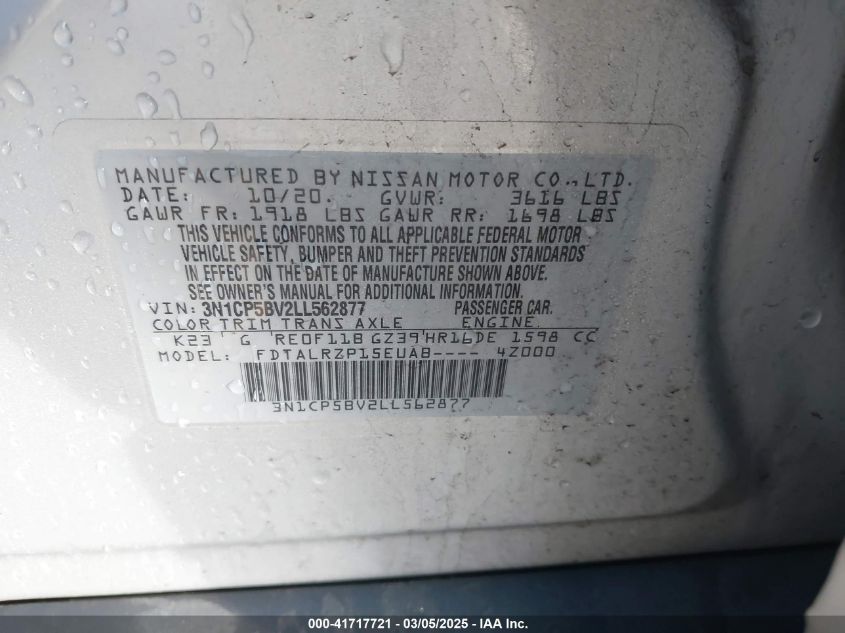 MANUFACTURED BY NISSAN MOTOR CO., LTD.
DATE: 10/20. GVWR: 3616 LBS
GAWR FR: 1918 LBS GAWR RR: 1698 LBS
THIS VEHICLE CONFORMS TO ALL APPLICABLE FEDERAL MOTOR
VEHICLE SAFETY, BUMPER AND THEFT PREVENTION STANDARDS
IN EFFECT ON THE DATE OF MANUFACTURE SHOWN ABOVE.
SEE OWNER'S MANUAL FOR ADDITIONAL INFORMATION.
VIN: 3N1CP5BV2LL562877 PASSENGER CAR.
COLOR TRIM TRANS AXLE ENGINE
K23 G RE0F11B GZ39 HR16DE 1598 CC
MODEL: FDTALRZP15EUAB---- 4Z000
3N1CP5BV2LL562877
000-41717721 - 03/05/2025 - IAA Inc.